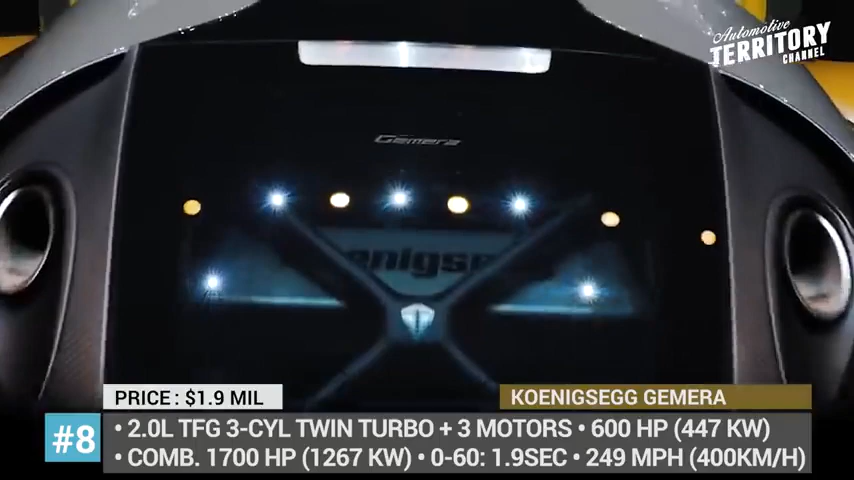 Automotive
TERRITORY
CHANNEL
Gemera
enigse
PRICE : $1.9 MIL
KOENIGSEGG GEMERA
#8
• 2.0L TFG 3-CYL TWIN TURBO + 3 MOTORS • 600 HP (447 KW)
• COMB. 1700 HP (1267 KW) • 0-60: 1.9SEC • 249 MPH (400KM/H)